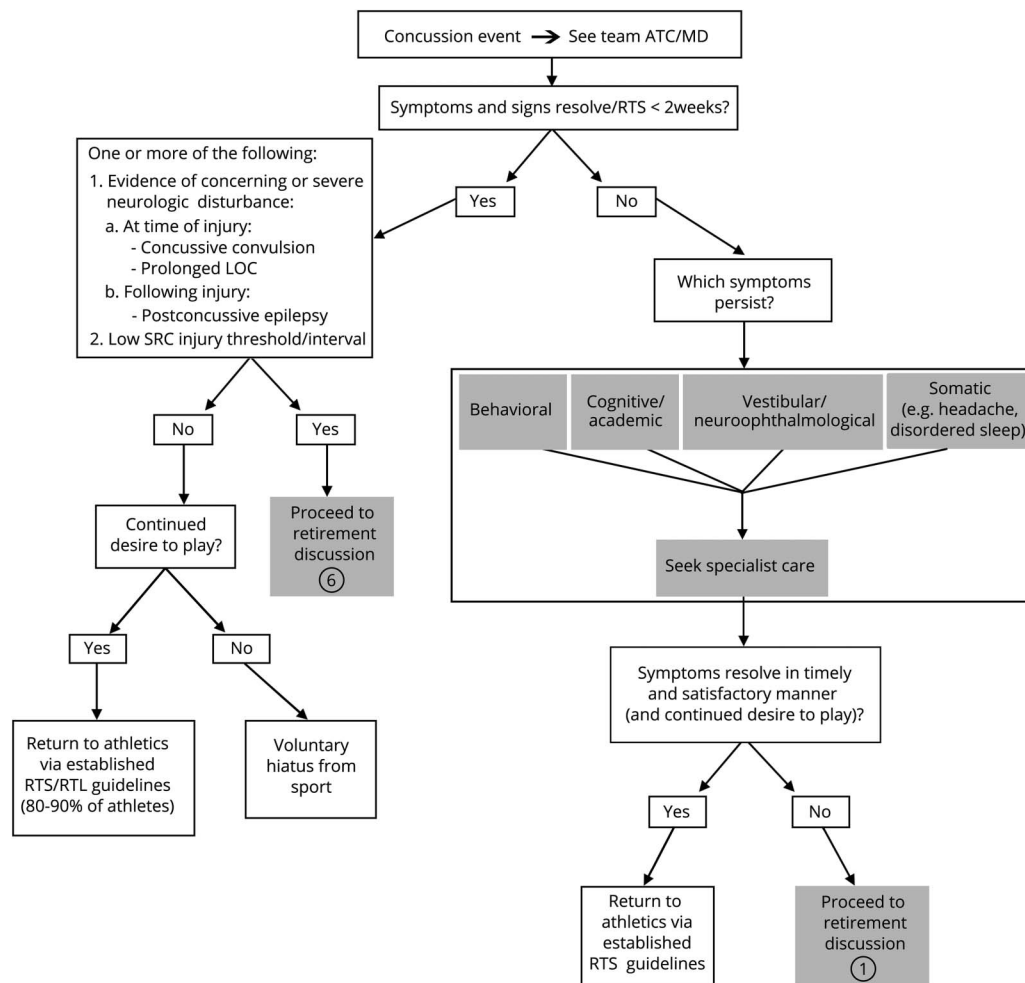 Concussion event → See team ATC/MD
Symptoms and signs resolve/RTS < 2weeks?
Yes
No
One or more of the following:
1. Evidence of concerning or severe
neurologic disturbance:
a. At time of injury:
- Concussive convulsion
- Prolonged LOC
b. Following injury:
- Postconcussive epilepsy
2. Low SRC injury threshold/interval
No
Yes
Proceed to
retirement
discussion
⑥
Continued
desire to play?
Yes
No
Return to athletics
via established
RTS/RTL guidelines
(80-90% of athletes)
Voluntary
hiatus from
sport
Which symptoms
persist?
Behavioral
Cognitive/
academic
Vestibular/
neuroophthalmological
Somatic
(e.g. headache,
disordered sleep)
Seek specialist care
Symptoms resolve in timely
and satisfactory manner
(and continued desire to play)?
Yes
No
Return to
athletics via
established
RTS guidelines
Proceed to
retirement
discussion
①